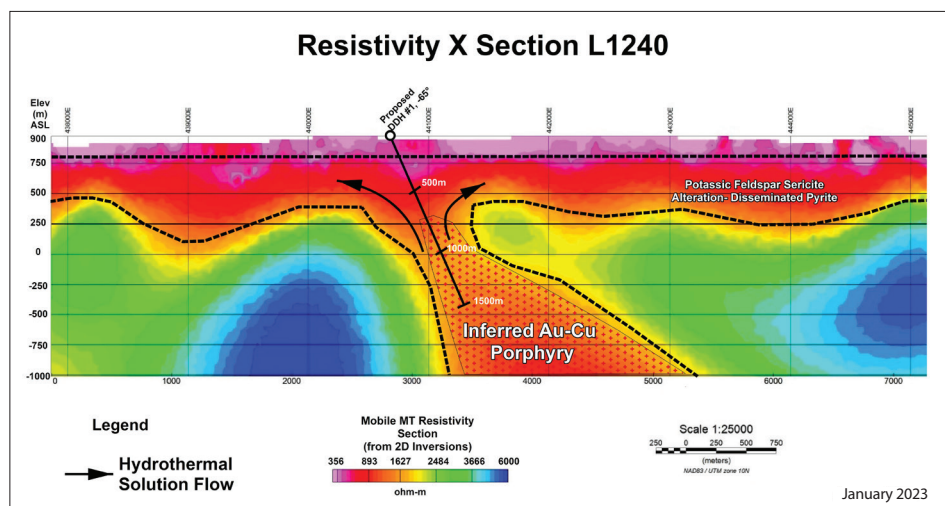 Resistivity X Section L1240
Elev
(m)
ASL
438000E
439000E
440000E
Proposed
DDH #1, -65°
441000E
442000E
443000E
444000E
445000E
900
750
500
250
0
-250
-500
-750
-1000
500m
1000m
1500m
Potassic Feldspar Sericite
Alteration- Disseminated Pyrite
Inferred Au-Cu
Porphyry
0 1000 2000 3000 4000 5000 6000 7000
Legend
Hydrothermal
Solution Flow
Mobile MT Resistivity
Section
(from 2D Inversions)
356 893 1627 2484 3666 6000
ohm-m
Scale 1:25000
250 0 250 500 750
(meters)
NAD83 / UTM zone 10N
January 2023